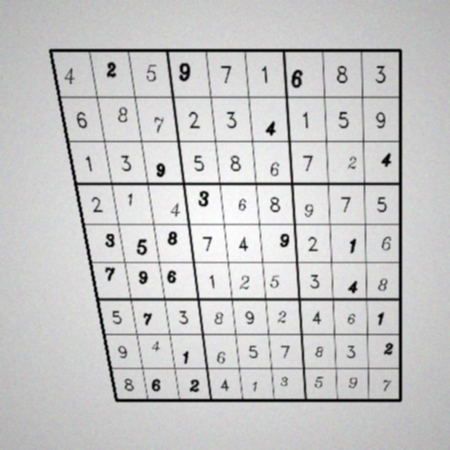 4 2 5 9 7 1 6 8 3
6 8 7 2 3 4 1 5 9
1 3 9 5 8 6 7 2 4
2 1 4 3 6 8 9 7 5
3 5 8 7 4 9 2 1 6
7 9 6 1 2 5 3 4 8
5 7 3 8 9 2 4 6 1
9 4 1 6 5 7 8 3 2
8 6 2 4 1 3 5 9 7